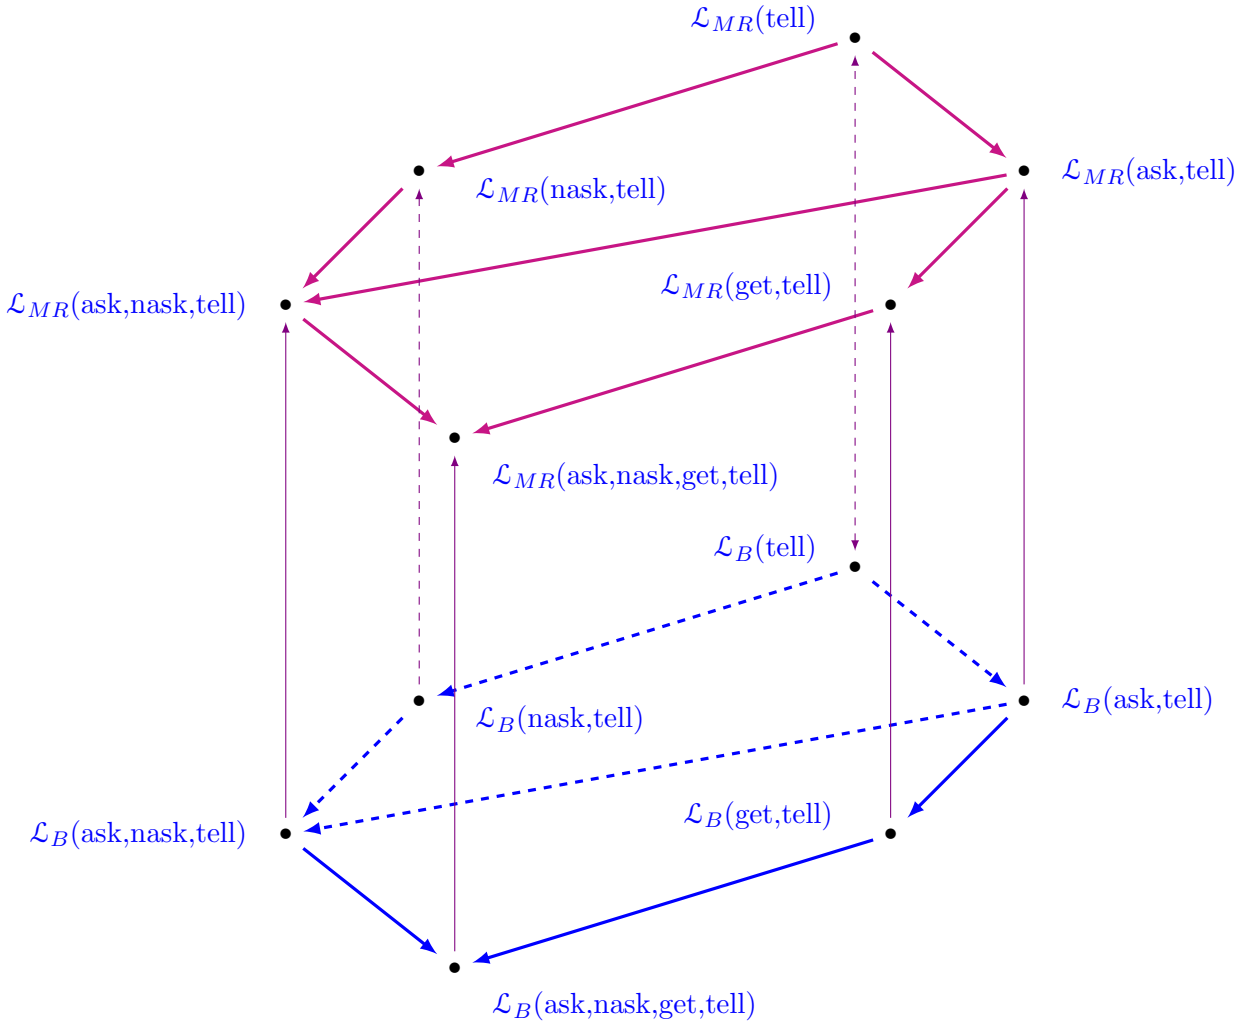 ℒ_MR(tell)
ℒ_MR(nask,tell)
ℒ_MR(ask,tell)
ℒ_MR(ask,nask,tell)
ℒ_MR(get,tell)
ℒ_MR(ask,nask,get,tell)
ℒ_B(tell)
ℒ_B(nask,tell)
ℒ_B(ask,tell)
ℒ_B(ask,nask,tell)
ℒ_B(get,tell)
ℒ_B(ask,nask,get,tell)